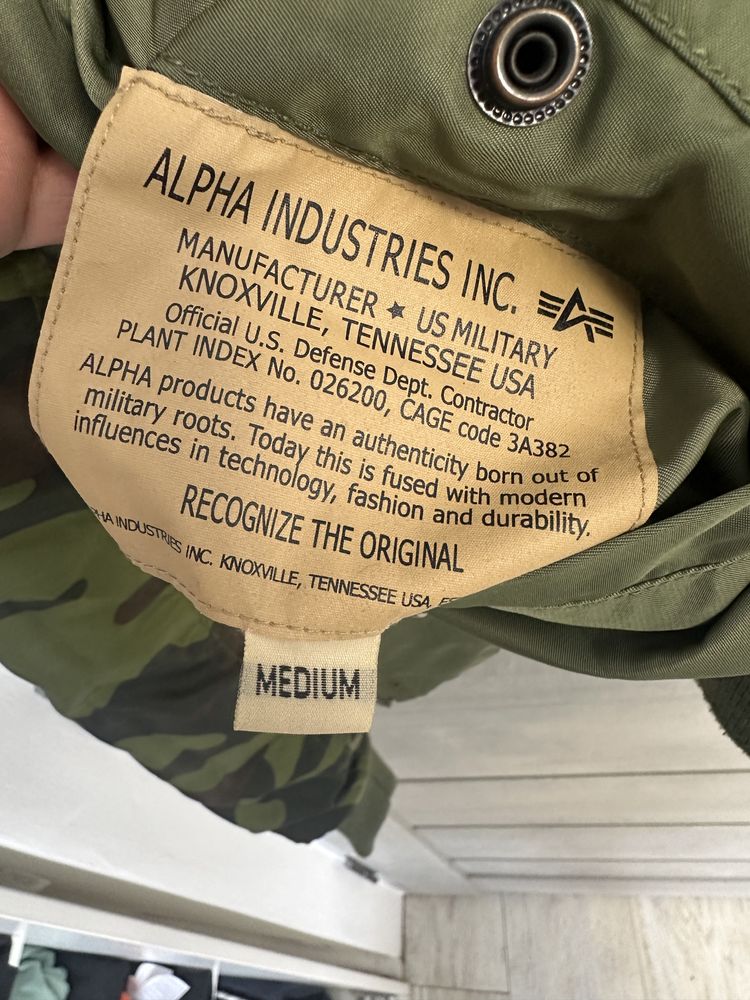 ALPHA INDUSTRIES INC.
MANUFACTURER ★ US MILITARY
KNOXVILLE, TENNESSEE USA
Official U.S. Defense Dept. Contractor
PLANT INDEX No. 026200, CAGE code 3A382
ALPHA products have an authenticity born out of
military roots. Today this is fused with modern
influences in technology, fashion and durability.
RECOGNIZE THE ORIGINAL
INDUSTRIES INC. KNOXVILLE, TENNESSEE USA
MEDIUM